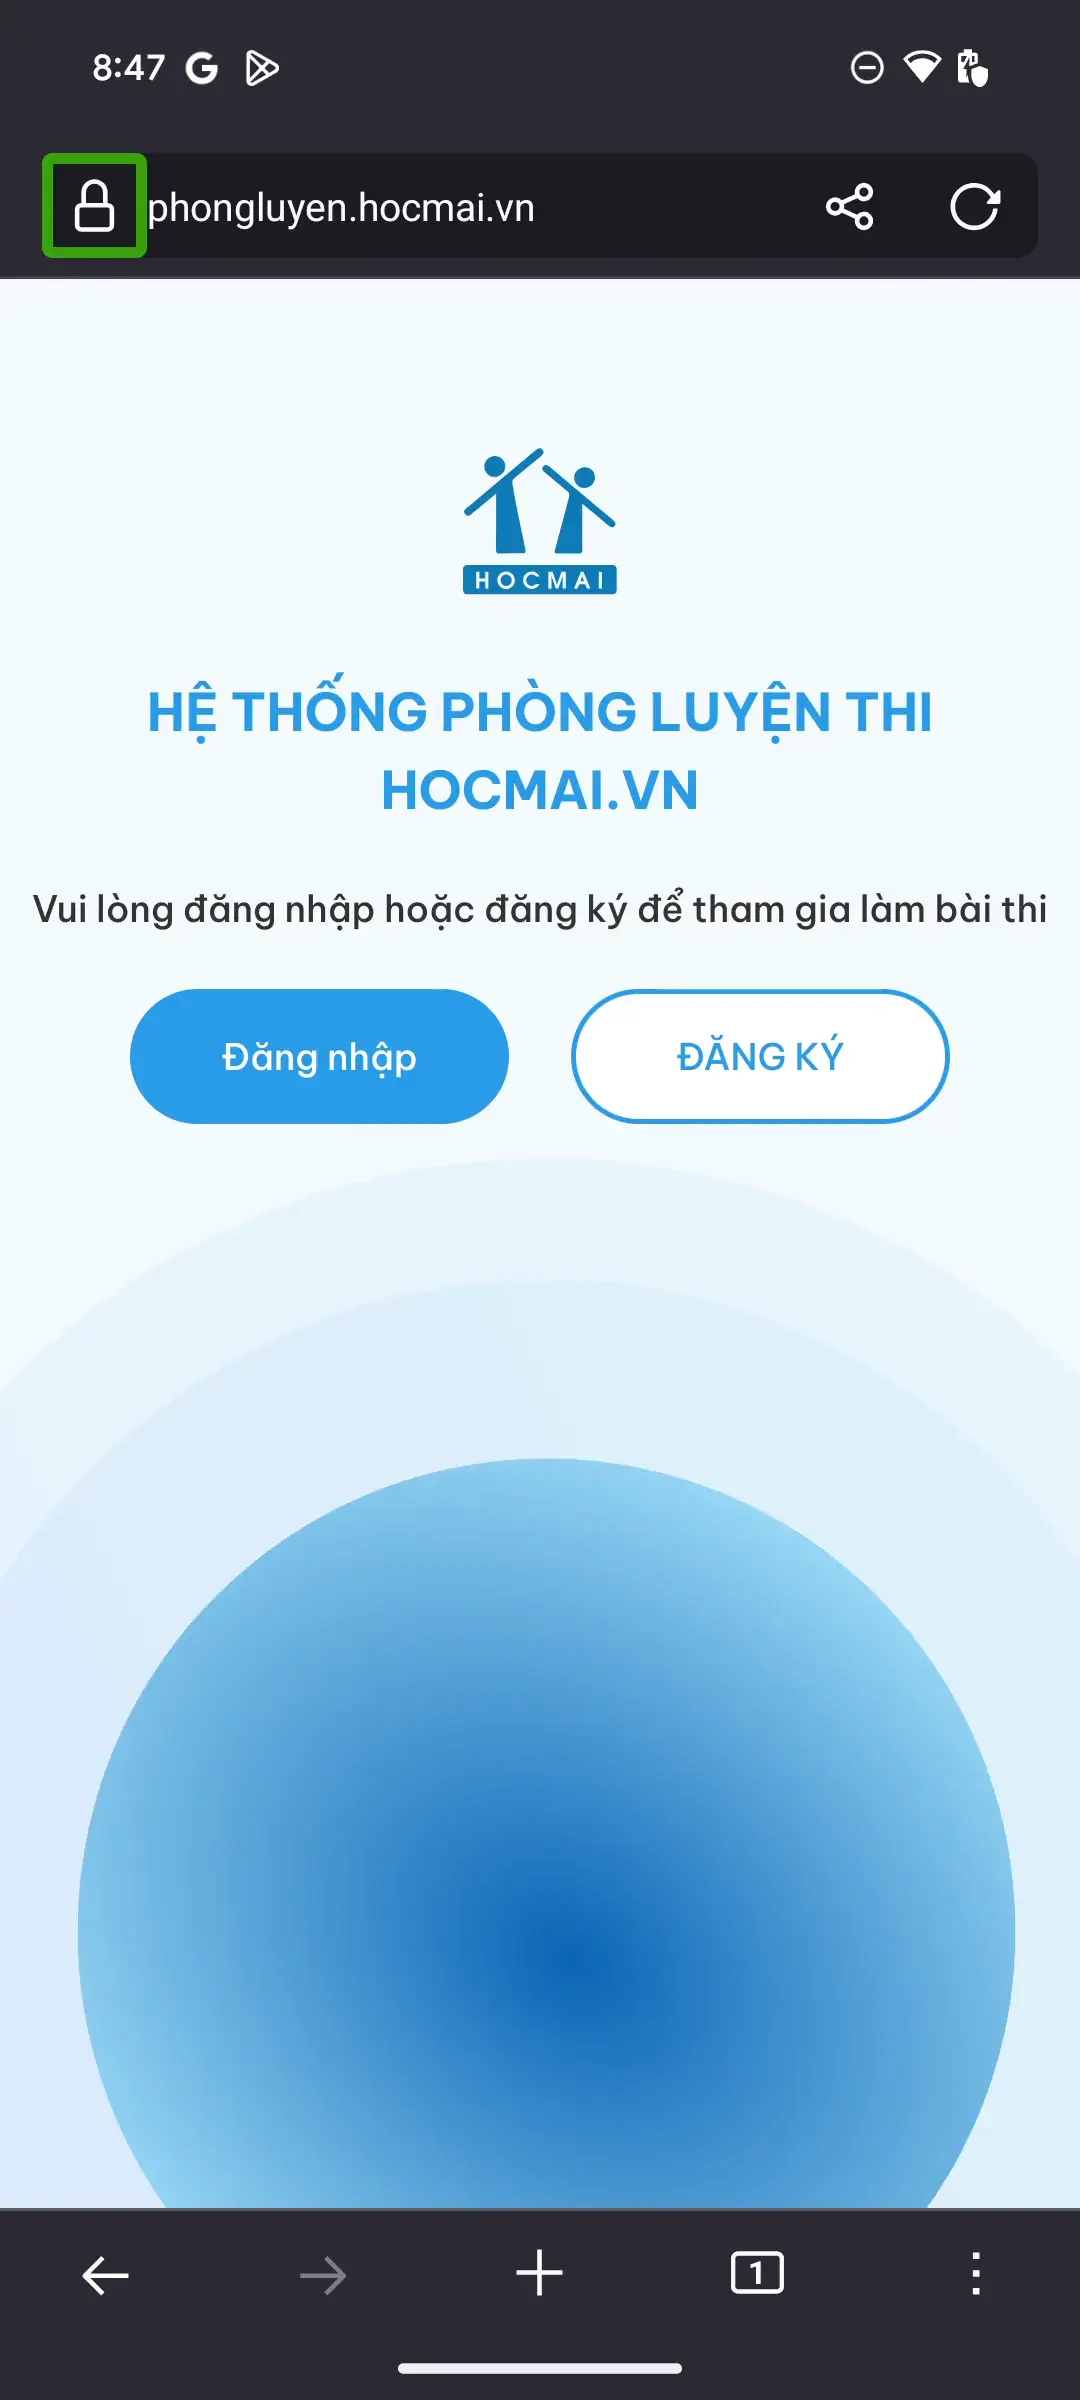 8:47
phongluyen.hocmai.vn
HOCMAI
HỆ THỐNG PHÒNG LUYỆN THI
HOCMAI.VN
Vui lòng đăng nhập hoặc đăng ký để tham gia làm bài thi
Đăng nhập
ĐĂNG KÝ
1